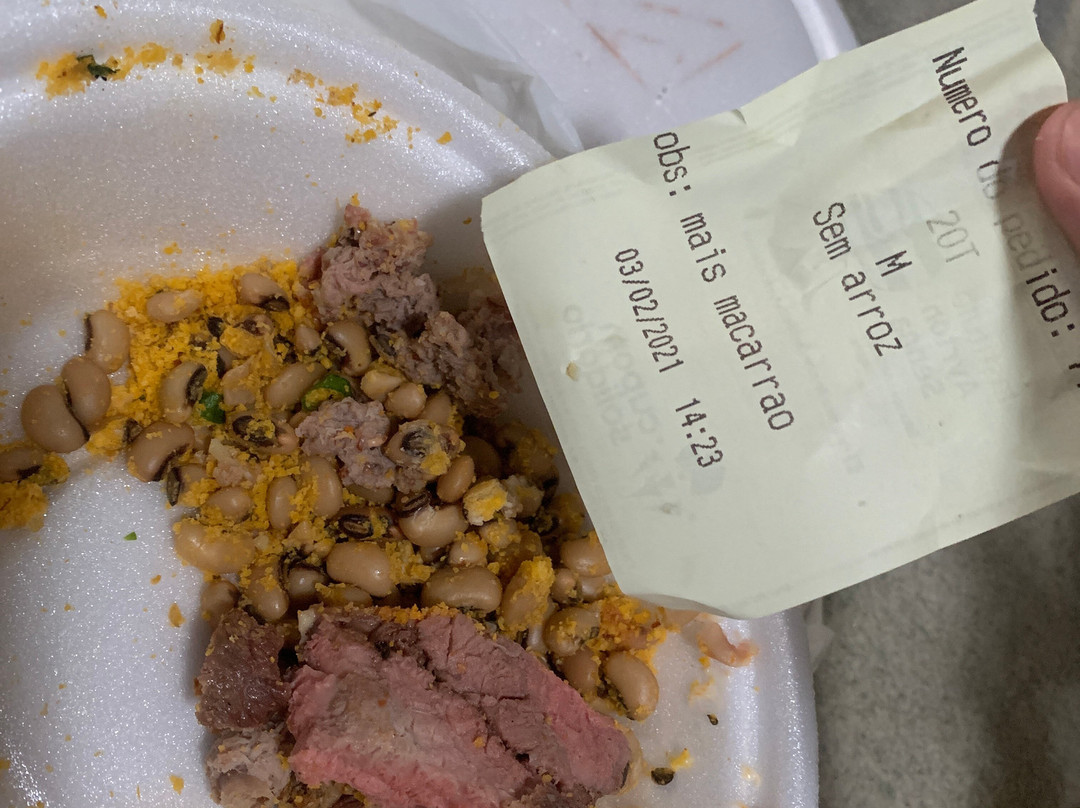 Numero do pedido:
20T
M
Sem arroz
obs: mais macarrao
03/02/2021 14:23